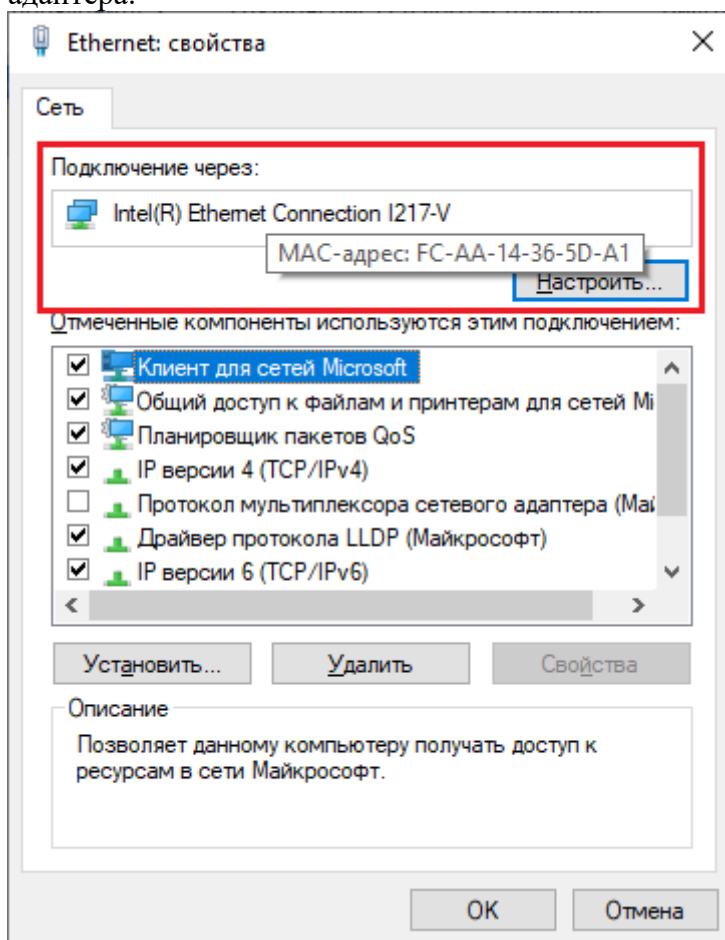 адаптера.
Ethernet: свойства
Сеть
Подключение через:
Intel(R) Ethernet Connection I217-V
MAC-адрес: FC-AA-14-36-5D-A1
Настроить...
Отмеченные компоненты используются этим подключением:
Клиент для сетей Microsoft
Общий доступ к файлам и принтерам для сетей Mi
Планировщик пакетов QoS
IP версии 4 (TCP/IPv4)
Протокол мультиплексора сетевого адаптера (Май
Драйвер протокола LLDP (Майкрософт)
IP версии 6 (TCP/IPv6)
Установить...
Удалить
Свойства
Описание
Позволяет данному компьютеру получать доступ к
ресурсам в сети Майкрософт.
OK
Отмена